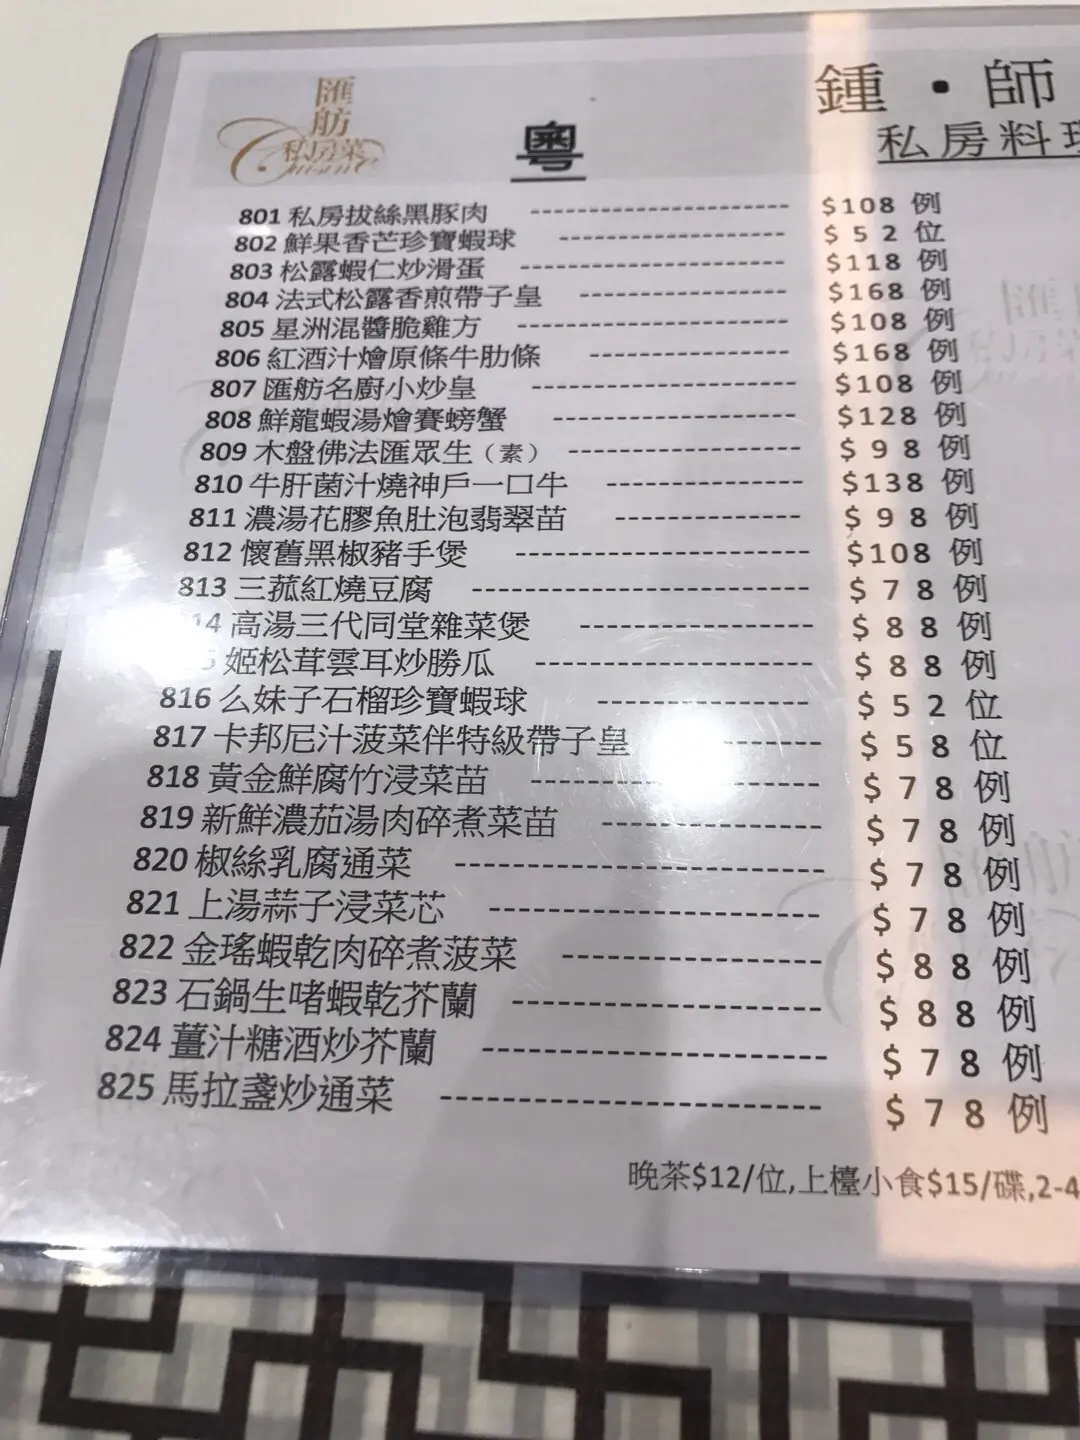 匯舫
私房菜
Cuisine
粵
鍾・師
私房料理
801 私房拔絲黑豚肉 $108 例
802 鮮果香芒珍寶蝦球 $52 位
803 松露蝦仁炒滑蛋 $118 例
804 法式松露香煎帶子皇 $168 例
805 星洲混醬脆雞方 $108 例
806 紅酒汁燴原條牛肋條 $168 例
807 匯舫名廚小炒皇 $108 例
808 鮮龍蝦湯燴賽螃蟹 $128 例
809 木盤佛法匯眾生（素） $98 例
810 牛肝菌汁燒神戶一口牛 $138 例
811 濃湯花膠魚肚泡翡翠苗 $98 例
812 懷舊黑椒豬手煲 $108 例
813 三菰紅燒豆腐 $78 例
814 高湯三代同堂雜菜煲 $88 例
5 姬松茸雲耳炒勝瓜 $88 例
816 么妹子石榴珍寶蝦球 $52 位
817 卡邦尼汁菠菜伴特級帶子皇 $58 位
818 黃金鮮腐竹浸菜苗 $78 例
819 新鮮濃茄湯肉碎煮菜苗 $78 例
820 椒絲乳腐通菜 $78 例
821 上湯蒜子浸菜芯 $78 例
822 金瑤蝦乾肉碎煮菠菜 $88 例
823 石鍋生啫蝦乾芥蘭 $88 例
824 薑汁糖酒炒芥蘭 $78 例
825 馬拉盞炒通菜 $78 例
晚茶$12/位,上檯小食$15/碟,2-4